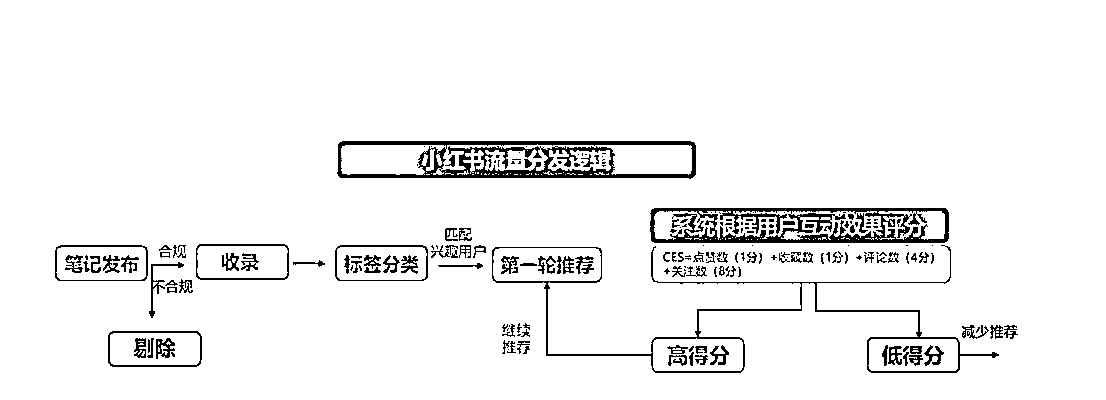 小红书流量分发逻辑
系统根据用户互动效果评分
CES=点赞数（1分）+收藏数（1分）+评论数（4分）
+关注数（8分）
笔记发布
合规
不合规
收录
标签分类
匹配
兴趣用户
第一轮推荐
剔除
继续
推荐
高得分
低得分
减少推荐